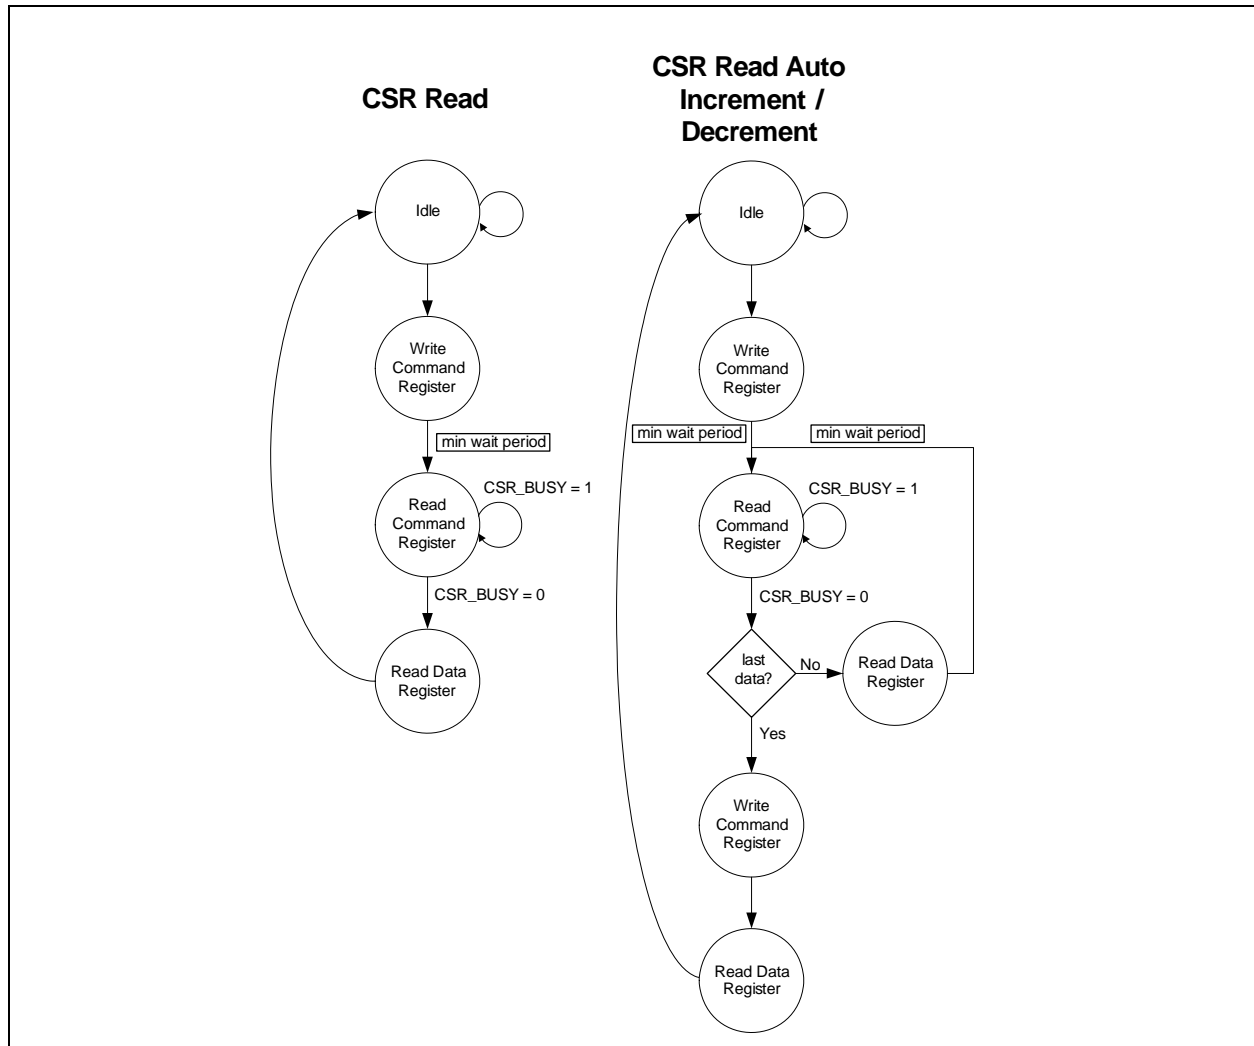 CSR Read
Idle
Write
Command
Register
min wait period
Read
Command
Register
CSR_BUSY = 1
CSR_BUSY = 0
Read Data
Register
CSR Read Auto
Increment /
Decrement
Idle
Write
Command
Register
min wait period
min wait period
Read
Command
Register
CSR_BUSY = 1
CSR_BUSY = 0
last
data?
No
Read Data
Register
Yes
Write
Command
Register
Read Data
Register